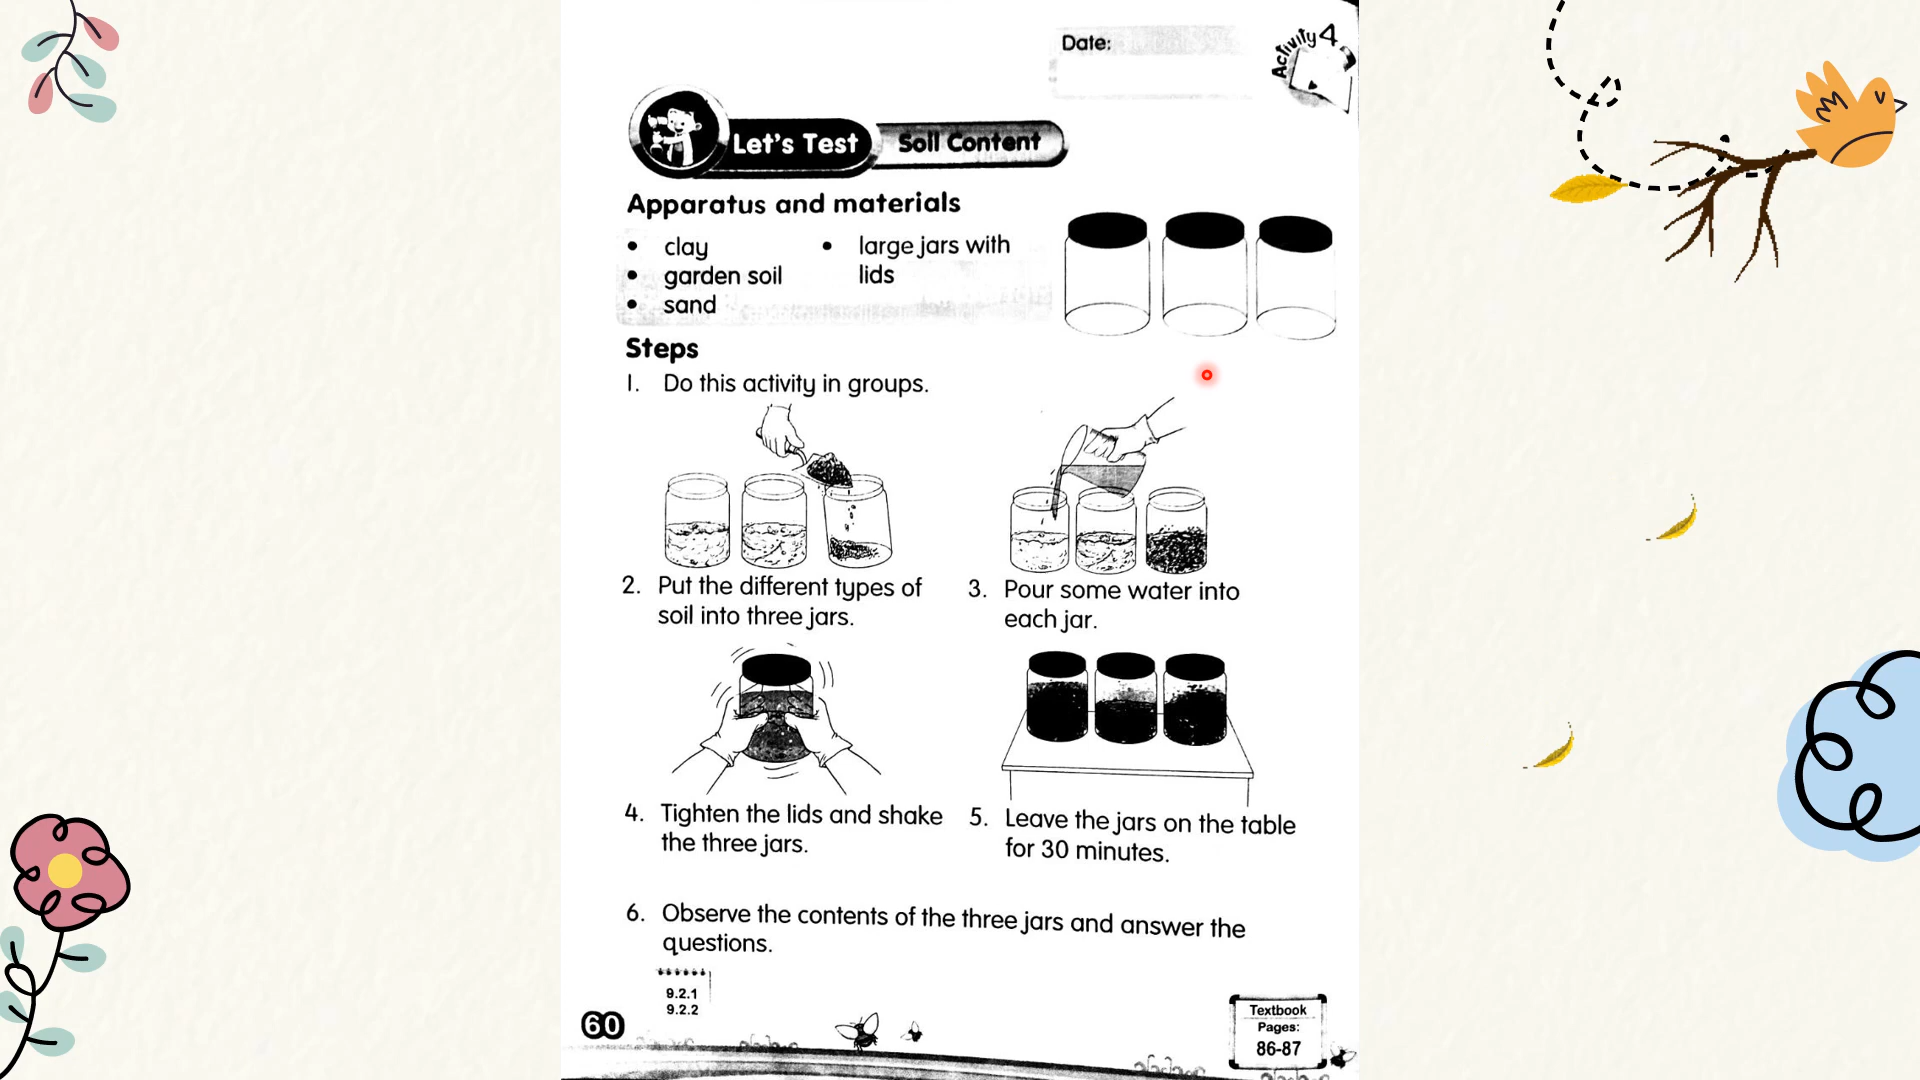 Date:
Activity 4
Let's Test
Soil Content
Apparatus and materials
• clay
• garden soil
• sand
• large jars with
lids
Steps
1. Do this activity in groups.
2. Put the different types of
soil into three jars.
3. Pour some water into
each jar.
4. Tighten the lids and shake
the three jars.
5. Leave the jars on the table
for 30 minutes.
6. Observe the contents of the three jars and answer the
questions.
9.2.1
9.2.2
60
Textbook
Pages:
86-87